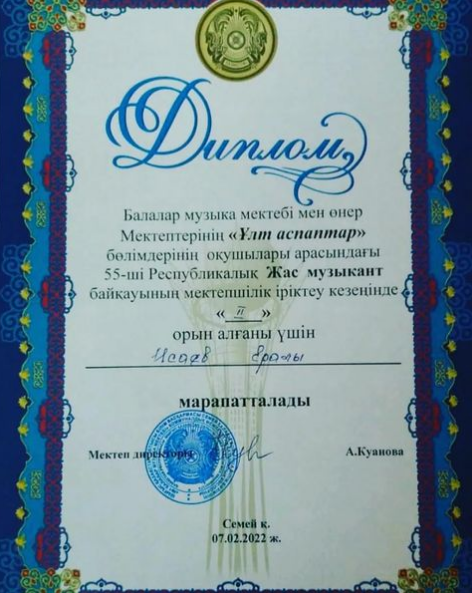 Диплом
Балалар музыка мектебі мен өнер
Мектептерінің «Ұлт аспаптар»
бөлімдерінің оқушылары арасындағы
55-ші Республикалық Жас музыкант
байқауының мектепшілік іріктеу кезеңінде
« II »
орын алғаны үшін
Исаев Ералы
марапатталады
Мектеп директоры А.Куанова
Семей қ.
07.02.2022 ж.